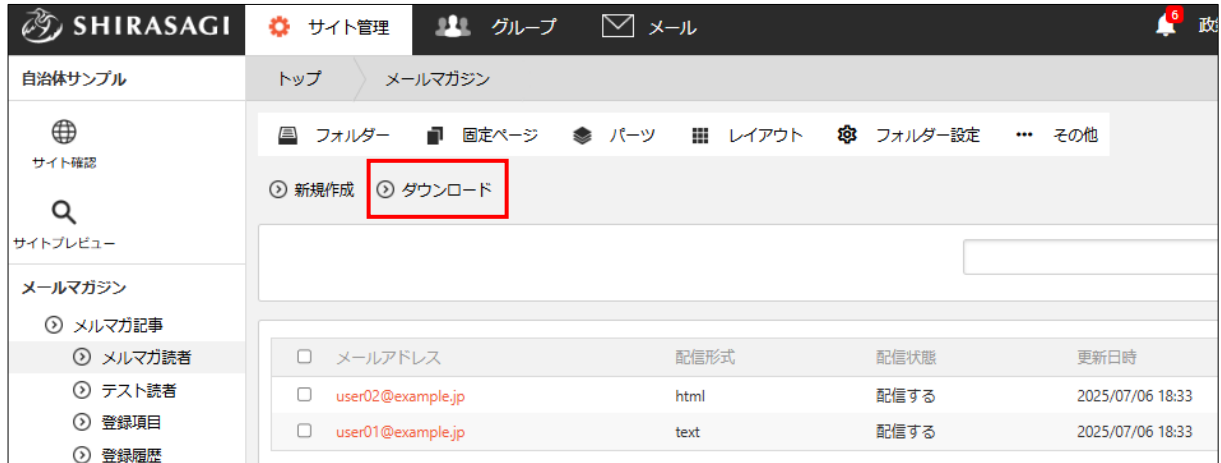 SHIRASAGI サイト管理 グループ メール 6 政
自治体サンプル トップ メールマガジン
フォルダー 固定ページ パーツ レイアウト フォルダー設定 ••• その他
サイト確認
新規作成 ダウンロード
サイトプレビュー
メールマガジン
メルマガ記事
メルマガ読者
テスト読者
登録項目
登録履歴
メールアドレス 配信形式 配信状態 更新日時
user02@example.jp html 配信する 2025/07/06 18:33
user01@example.jp text 配信する 2025/07/06 18:33